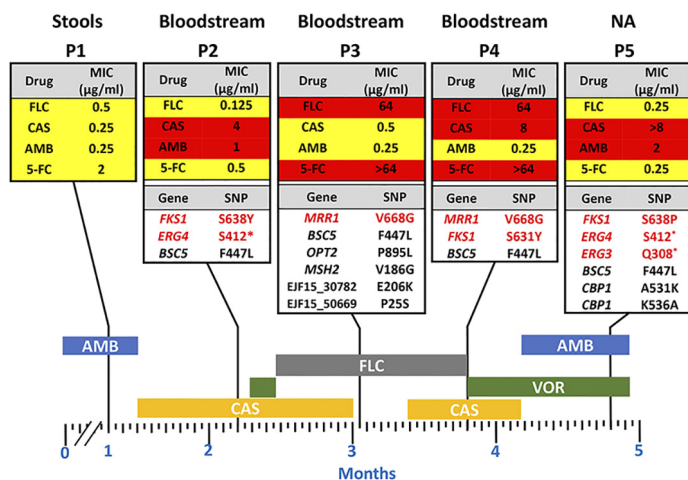 Stools Bloodstream Bloodstream Bloodstream NA
P1 P2 P3 P4 P5
Drug MIC (µg/ml)
FLC 0.5
CAS 0.25
AMB 0.25
5-FC 2
Drug MIC (µg/ml)
FLC 0.125
CAS 4
AMB 1
5-FC 0.5
Gene SNP
FKS1 S638Y
ERG4 S412*
BSC5 F447L
Drug MIC (µg/ml)
FLC 64
CAS 0.5
AMB 0.25
5-FC >64
Gene SNP
MRR1 V668G
BSC5 F447L
OPT2 P895L
MSH2 V186G
EJF15_30782 E206K
EJF15_50669 P25S
Drug MIC (µg/ml)
FLC 64
CAS 8
AMB 0.25
5-FC >64
Gene SNP
MRR1 V668G
FKS1 S631Y
BSC5 F447L
Drug MIC (µg/ml)
FLC 0.25
CAS >8
AMB 2
5-FC 0.25
Gene SNP
FKS1 S638P
ERG4 S412*
ERG3 Q308*
BSC5 F447L
CBP1 A531K
CBP1 K536A
AMB AMB
FLC
VOR
CAS CAS
0 1 2 3 4 5
Months